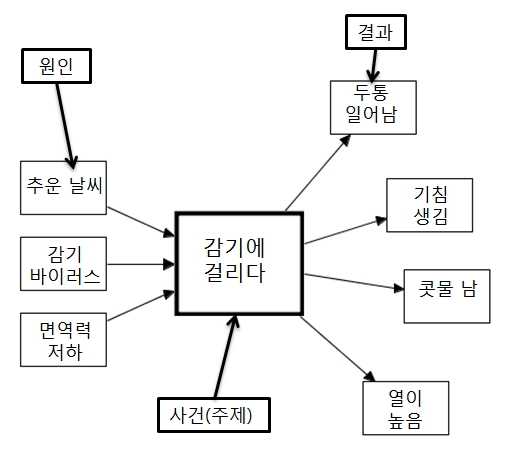 결과
원인
두통
일어남
추운 날씨
기침
생김
감기
바이러스
감기에
걸리다
콧물 남
면역력
저하
열이
높음
사건(주제)